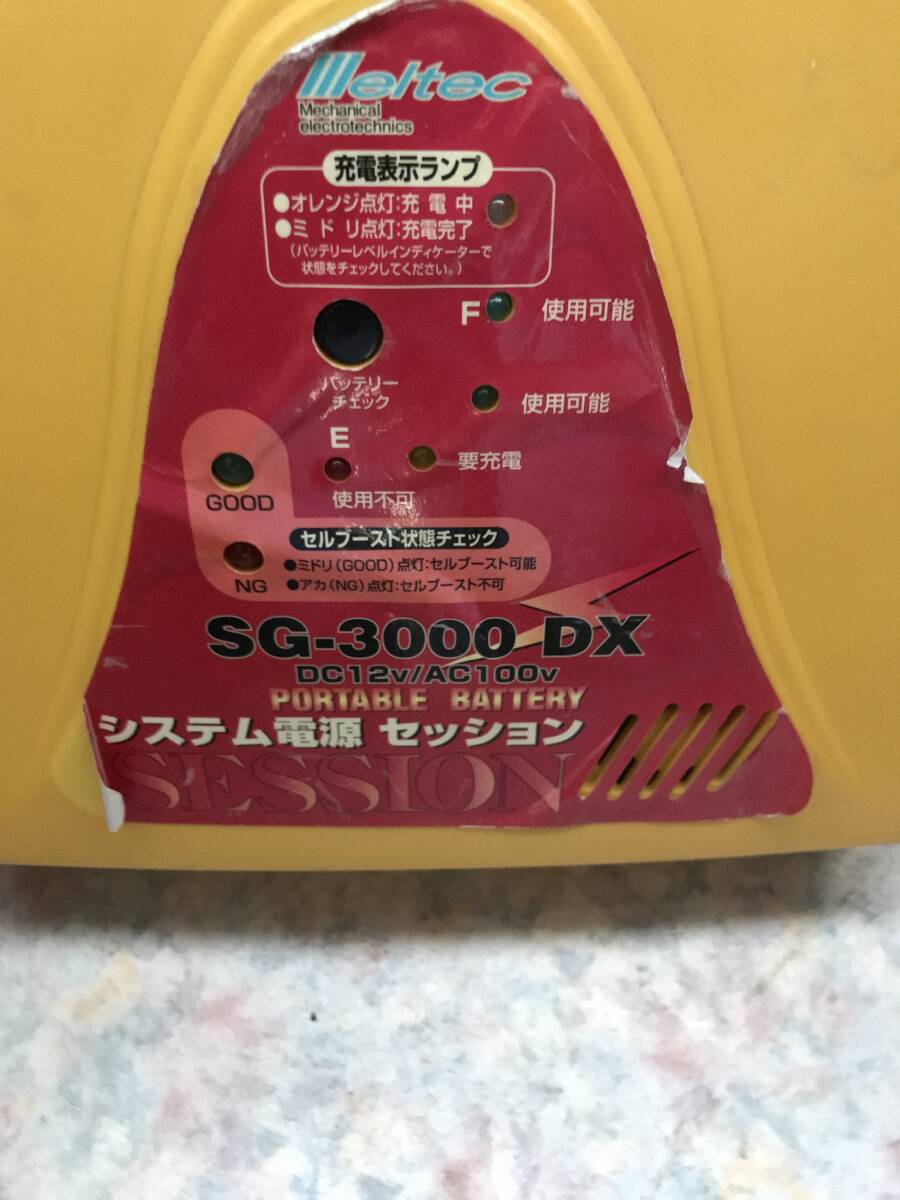 Meltec
Mechanical
electrotechnics
充電表示ランプ
●オレンジ点灯:充電中
●ミドリ点灯:充電完了
(バッテリーレベルインディケーターで
状態をチェックしてください。)
F 使用可能
バッテリー
チェック
使用可能
E
要充電
使用不可
GOOD
セルブースト状態チェック
●ミドリ(GOOD)点灯:セルブースト可能
●アカ(NG)点灯:セルブースト不可
NG
SG-3000 DX
DC12v/AC100v
PORTABLE BATTERY
システム電源 セッション
SESSION